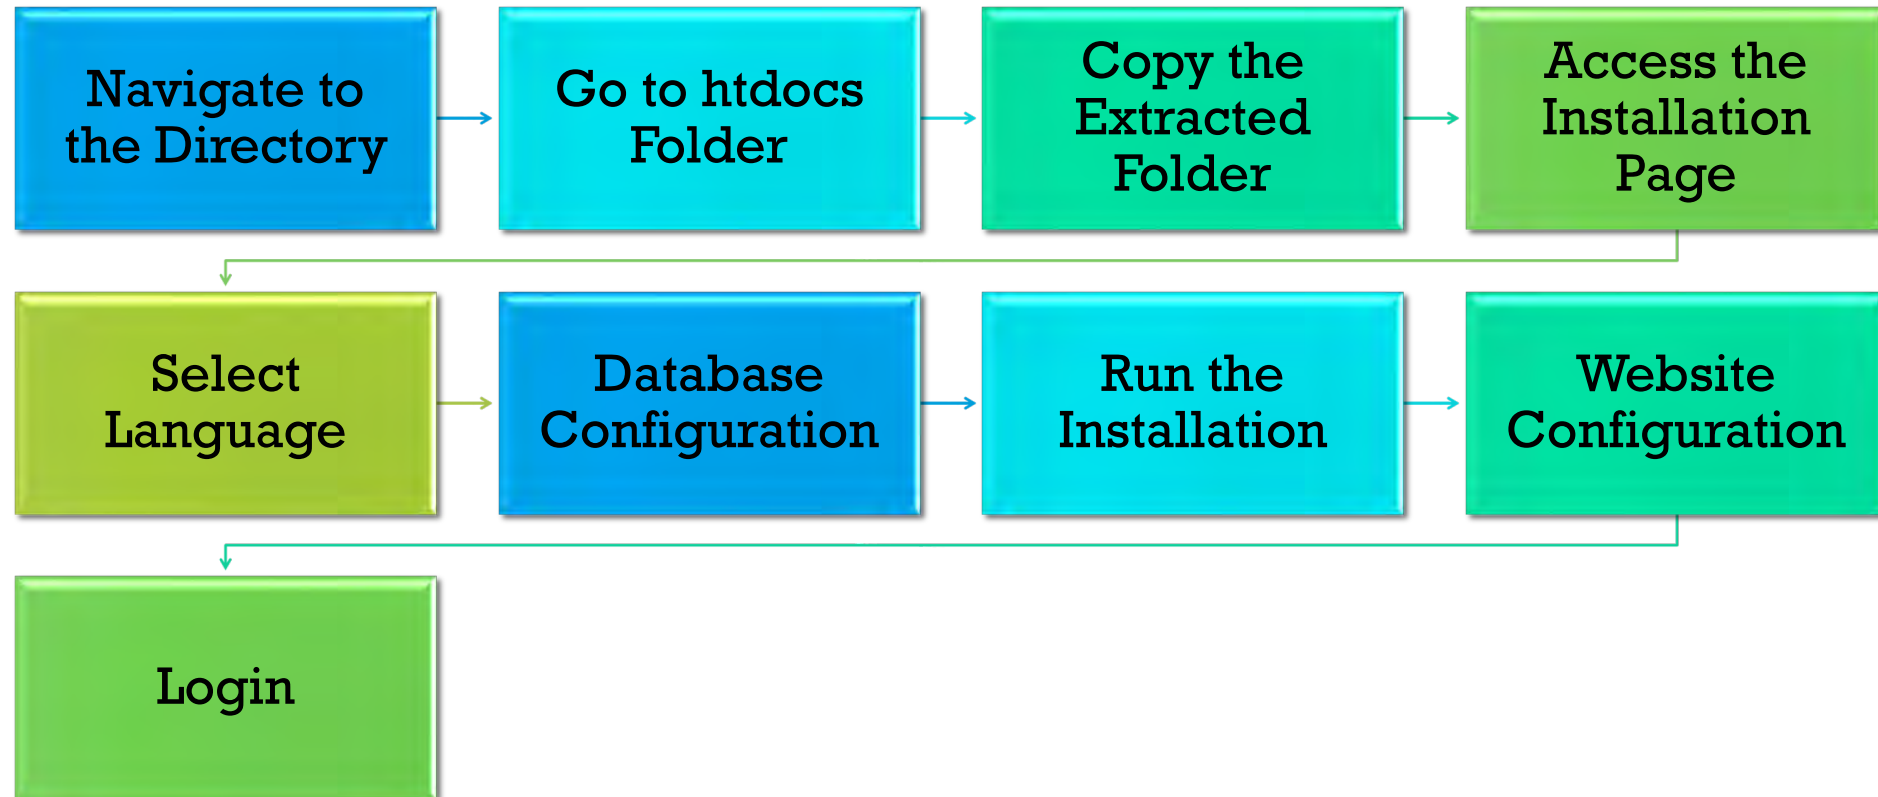 Navigate to
the Directory
Go to htdocs
Folder
Copy the
Extracted
Folder
Access the
Installation
Page
Select
Language
Database
Configuration
Run the
Installation
Website
Configuration
Login